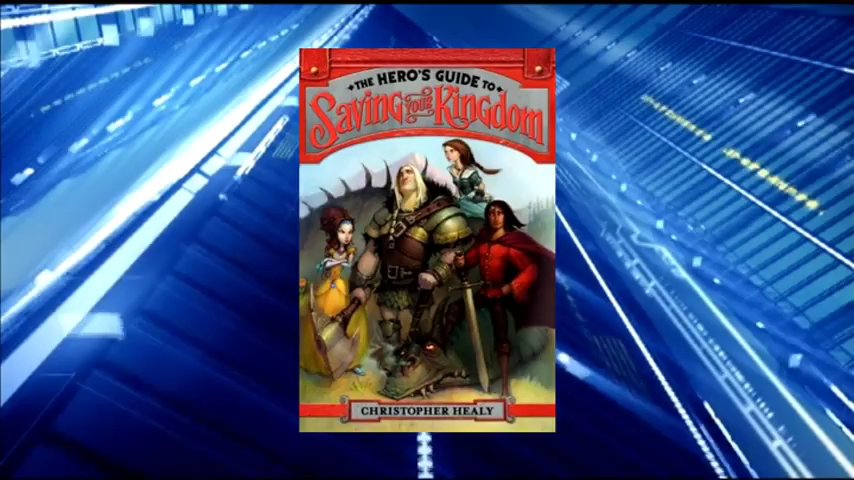 THE HERO'S GUIDE TO
Saving YOUR Kingdom
CHRISTOPHER HEALY